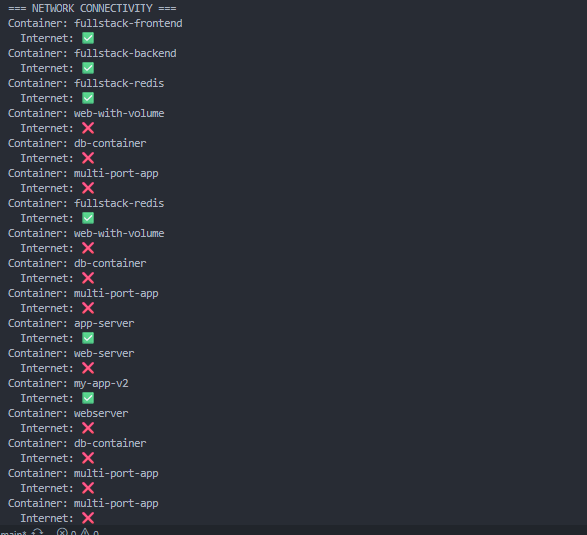 === NETWORK CONNECTIVITY ===
Container: fullstack-frontend
Internet: ✅
Container: fullstack-backend
Internet: ✅
Container: fullstack-redis
Internet: ✅
Container: web-with-volume
Internet: ❌
Container: db-container
Internet: ❌
Container: multi-port-app
Internet: ❌
Container: fullstack-redis
Internet: ✅
Container: web-with-volume
Internet: ❌
Container: db-container
Internet: ❌
Container: multi-port-app
Internet: ❌
Container: app-server
Internet: ✅
Container: web-server
Internet: ❌
Container: my-app-v2
Internet: ✅
Container: webserver
Internet: ❌
Container: db-container
Internet: ❌
Container: multi-port-app
Internet: ❌
Container: multi-port-app
Internet: ❌
main* 0 0